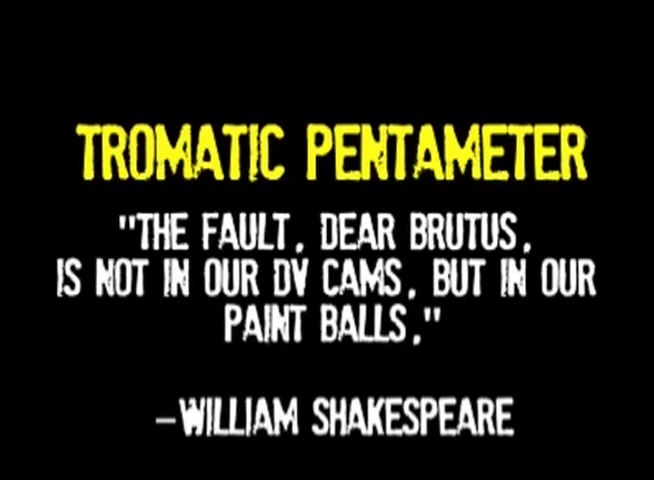 TROMATIC PENTAMETER
"THE FAULT, DEAR BRUTUS,
IS NOT IN OUR DV CAMS, BUT IN OUR
PAINT BALLS."
-WILLIAM SHAKESPEARE